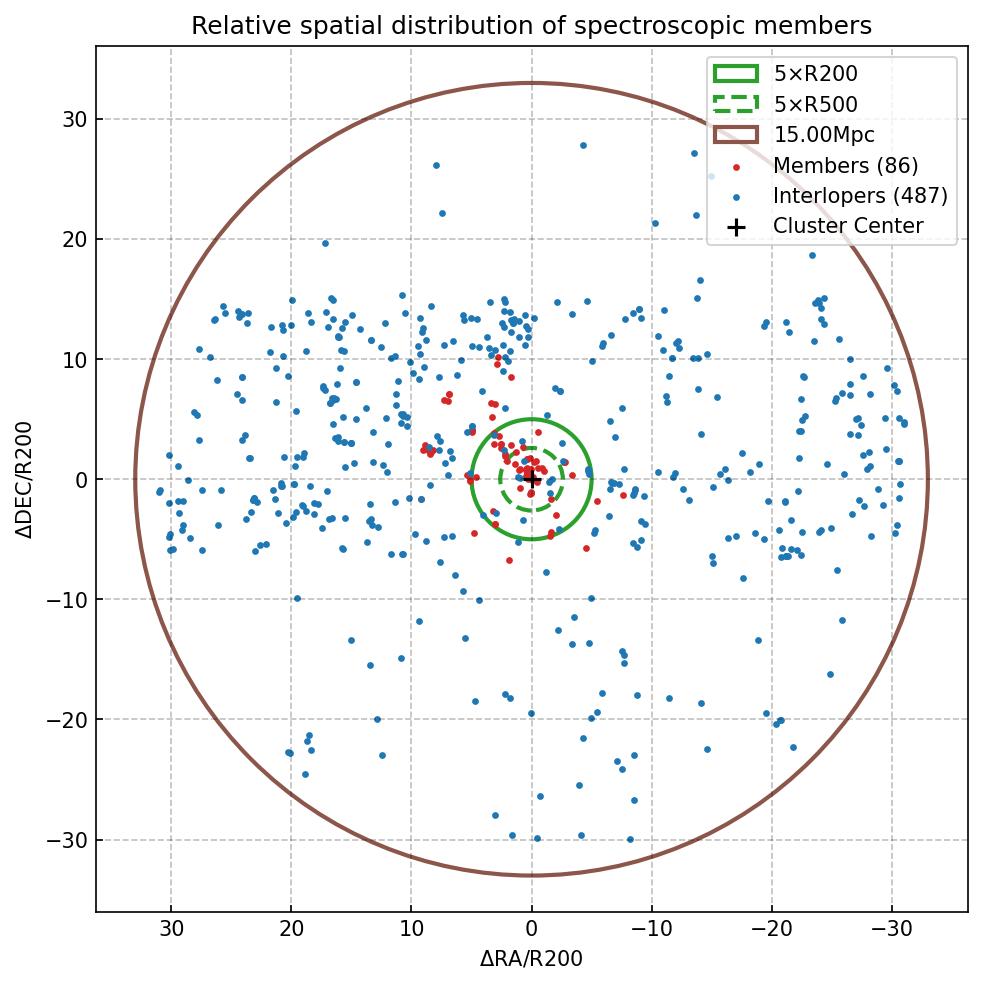 Relative spatial distribution of spectroscopic members
5×R200
5×R500
15.00Mpc
Members (86)
Interlopers (487)
Cluster Center
30
20
10
0
−10
−20
−30
ΔDEC/R200
30 20 10 0 −10 −20 −30
ΔRA/R200